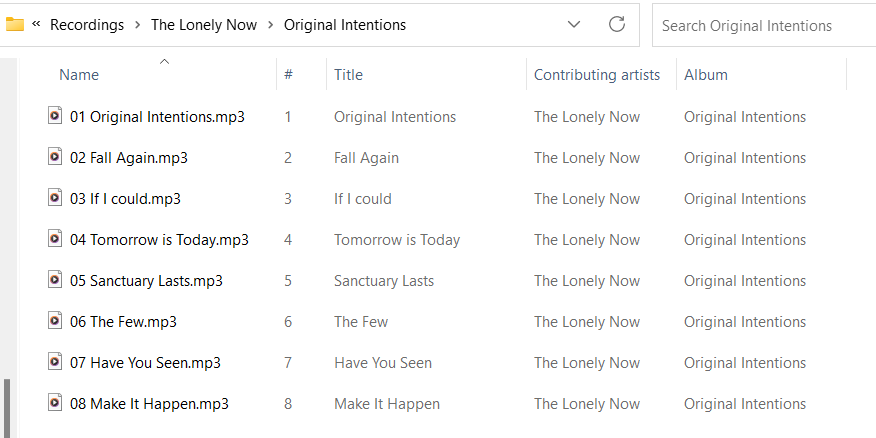 « Recordings > The Lonely Now > Original Intentions Search Original Intentions
Name # Title Contributing artists Album
01 Original Intentions.mp3 1 Original Intentions The Lonely Now Original Intentions
02 Fall Again.mp3 2 Fall Again The Lonely Now Original Intentions
03 If I could.mp3 3 If I could The Lonely Now Original Intentions
04 Tomorrow is Today.mp3 4 Tomorrow is Today The Lonely Now Original Intentions
05 Sanctuary Lasts.mp3 5 Sanctuary Lasts The Lonely Now Original Intentions
06 The Few.mp3 6 The Few The Lonely Now Original Intentions
07 Have You Seen.mp3 7 Have You Seen The Lonely Now Original Intentions
08 Make It Happen.mp3 8 Make It Happen The Lonely Now Original Intentions